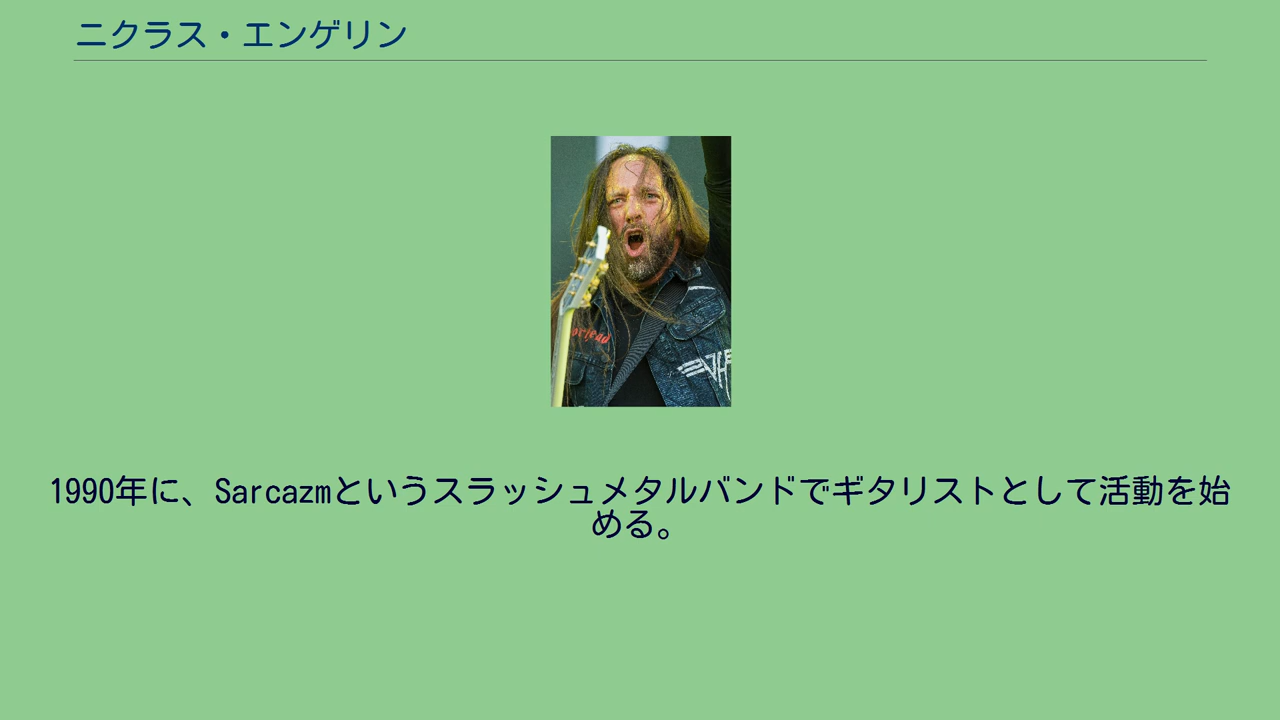 ニクラス・エンゲリン
1990年に、Sarcazmというスラッシュメタルバンドでギタリストとして活動を始
める。